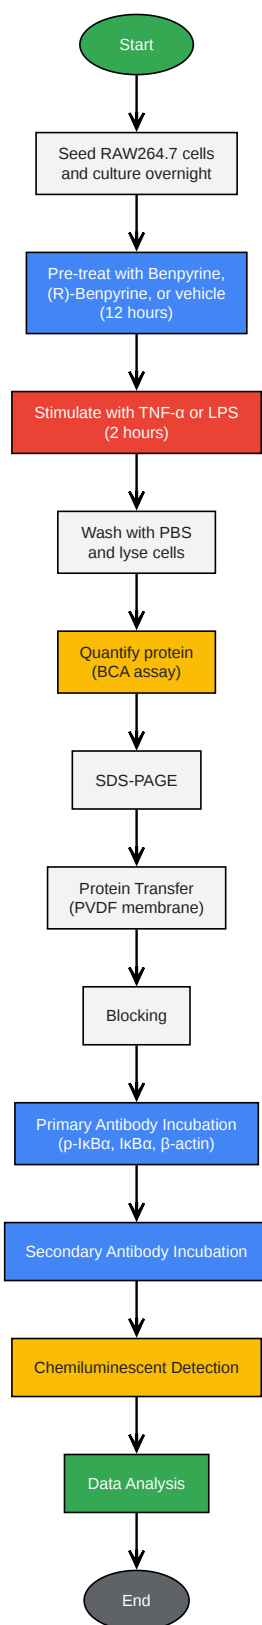 Start
Seed RAW264.7 cells
and culture overnight
Pre-treat with Benpyrine,
(R)-Benpyrine, or vehicle
(12 hours)
Stimulate with TNF-α or LPS
(2 hours)
Wash with PBS
and lyse cells
Quantify protein
(BCA assay)
SDS-PAGE
Protein Transfer
(PVDF membrane)
Blocking
Primary Antibody Incubation
(p-IκBα, IκBα, β-actin)
Secondary Antibody Incubation
Chemiluminescent Detection
Data Analysis
End